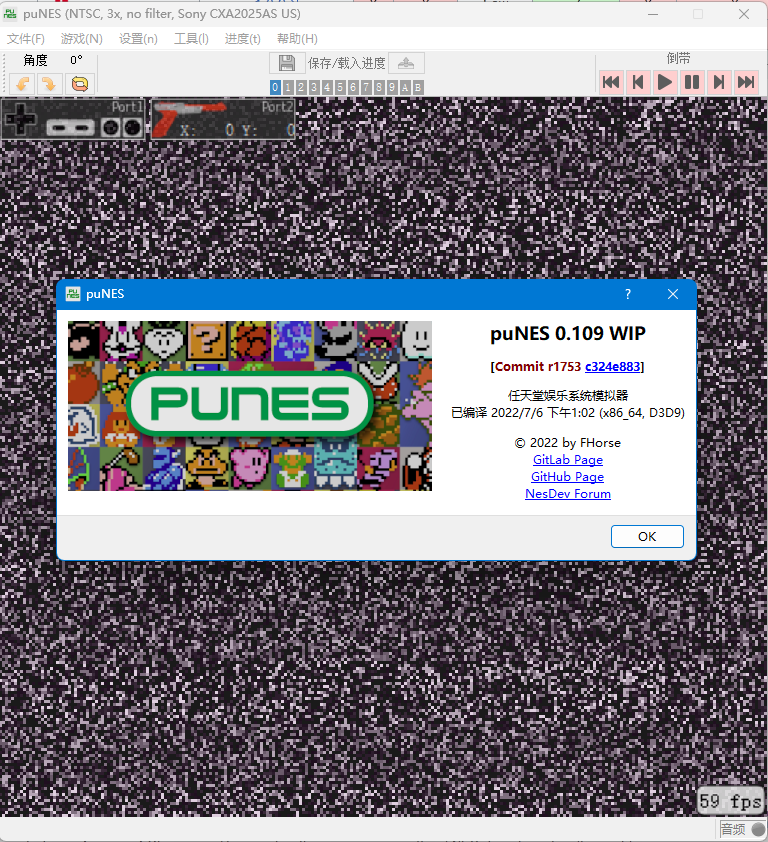 puNES (NTSC, 3x, no filter, Sony CXA2025AS US)
文件(F) 游戏(N) 设置(n) 工具(l) 进度(t) 帮助(H)
角度 0°
保存/载入进度
0 1 2 3 4 5 6 7 8 9 A B
倒带
Port1
Port2
X: 0 Y: 0
puNES
puNES 0.109 WIP
[Commit r1753 c324e883]
任天堂娱乐系统模拟器
已编译 2022/7/6 下午1:02 (x86_64, D3D9)
© 2022 by FHorse
GitLab Page
GitHub Page
NesDev Forum
PUNES
OK
59 fps
音频